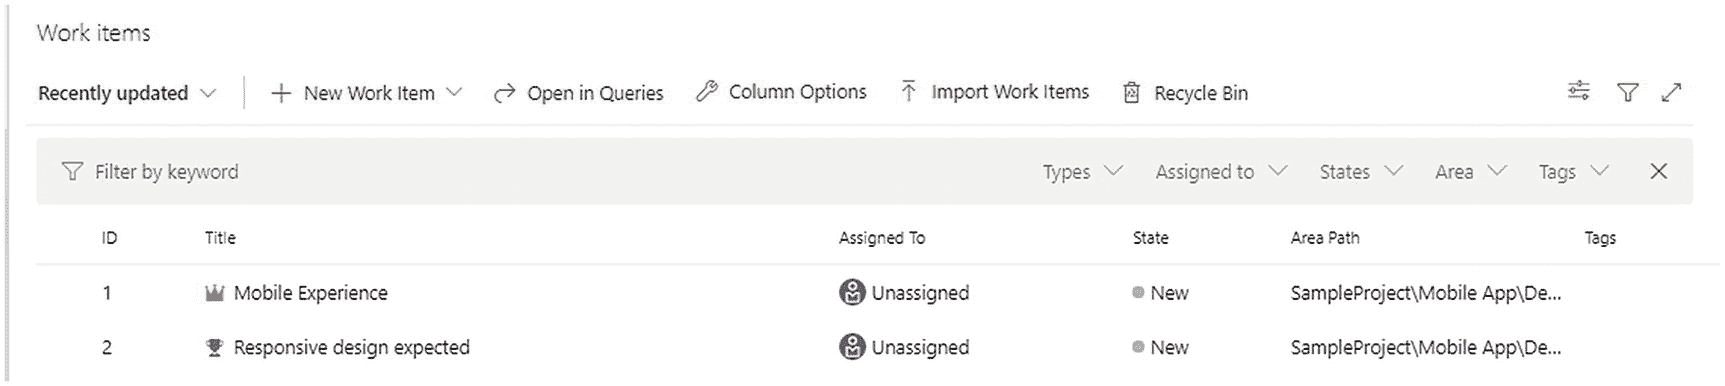 Work items
Recently updated New Work Item Open in Queries Column Options Import Work Items Recycle Bin
Filter by keyword Types Assigned to States Area Tags
ID Title Assigned To State Area Path Tags
1 Mobile Experience Unassigned New SampleProject\Mobile App\De...
2 Responsive design expected Unassigned New SampleProject\Mobile App\De...